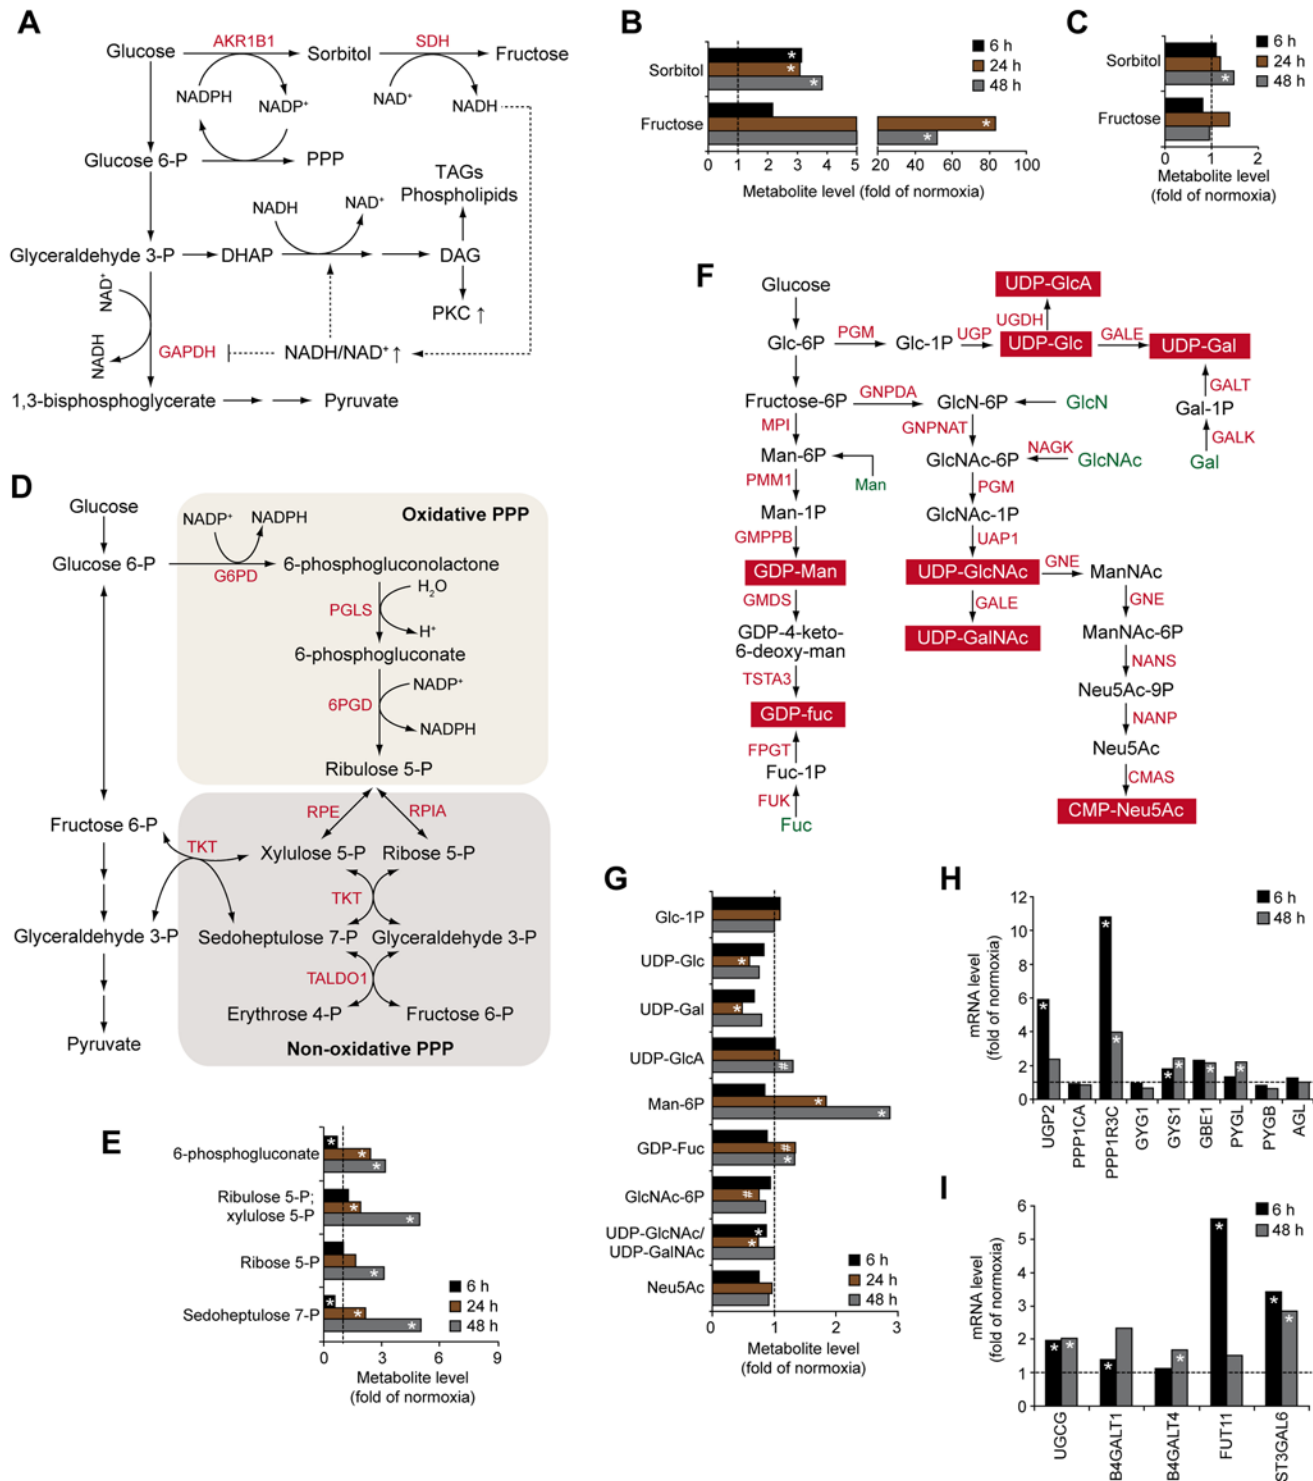 A
Glucose
AKR1B1
Sorbitol
SDH
Fructose
NADPH
NADP⁺
NAD⁺
NADH
Glucose 6-P
PPP
TAGs
Phospholipids
NADH
NAD⁺
Glyceraldehyde 3-P
DHAP
DAG
NAD⁺
PKC ↑
NADH
GAPDH
NADH/NAD⁺ ↑
1,3-bisphosphoglycerate
Pyruvate
B
6 h
24 h
48 h
Sorbitol
*
*
*
Fructose
*
*
0 1 2 3 4 5 20 40 60 80 100
Metabolite level (fold of normoxia)
C
6 h
24 h
48 h
Sorbitol
*
Fructose
0 1 2
Metabolite level
(fold of normoxia)
D
Glucose
Glucose 6-P
NADP⁺
NADPH
Oxidative PPP
G6PD
6-phosphogluconolactone
PGLS
H₂O
H⁺
6-phosphogluconate
6PGD
NADP⁺
NADPH
Ribulose 5-P
RPE
RPIA
Fructose 6-P
TKT
Xylulose 5-P
Ribose 5-P
TKT
Glyceraldehyde 3-P
Sedoheptulose 7-P
Glyceraldehyde 3-P
TALDO1
Erythrose 4-P
Fructose 6-P
Pyruvate
Non-oxidative PPP
E
6-phosphogluconate
*
*
*
Ribulose 5-P;
xylulose 5-P
*
*
Ribose 5-P
*
Sedoheptulose 7-P
*
*
*
6 h
24 h
48 h
0 3 6 9
Metabolite level
(fold of normoxia)
F
Glucose
UDP-GlcA
UGDH
Glc-6P
PGM
Glc-1P
UGP
UDP-Glc
GALE
UDP-Gal
GALT
Fructose-6P
GNPDA
GlcN-6P
GlcN
Gal-1P
MPI
GNPNAT
GALK
Man-6P
GlcNAc-6P
NAGK
GlcNAc
Gal
PMM1
Man
PGM
Man-1P
GlcNAc-1P
GMPPB
UAP1
GDP-Man
UDP-GlcNAc
GNE
ManNAc
GMDS
GALE
GNE
GDP-4-keto-
6-deoxy-man
UDP-GalNAc
ManNAc-6P
TSTA3
NANS
GDP-fuc
Neu5Ac-9P
FPGT
NANP
Fuc-1P
Neu5Ac
FUK
CMAS
Fuc
CMP-Neu5Ac
G
Glc-1P
UDP-Glc
*
UDP-Gal
*
UDP-GlcA
#
Man-6P
*
*
GDP-Fuc
#
*
GlcNAc-6P
#
UDP-GlcNAc/
UDP-GalNAc
*
*
Neu5Ac
6 h
24 h
48 h
0 1 2 3
Metabolite level
(fold of normoxia)
H
6 h
48 h
mRNA level
(fold of normoxia)
12
10
8
6
4
2
0
*
*
*
*
*
*
*
UGP2
PPP1CA
PPP1R3C
GYG1
GYS1
GBE1
PYGL
PYGB
AGL
I
6 h
48 h
mRNA level
(fold of normoxia)
6
5
4
3
2
1
0
*
*
*
*
*
*
*
UGCG
B4GALT1
B4GALT4
FUT11
ST3GAL6